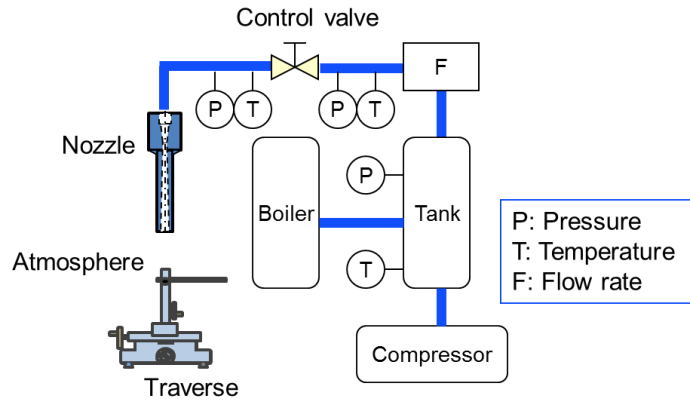 Control valve
F
P T
P T
Nozzle
P
Boiler
Tank
P: Pressure
T: Temperature
F: Flow rate
Atmosphere
T
Compressor
Traverse